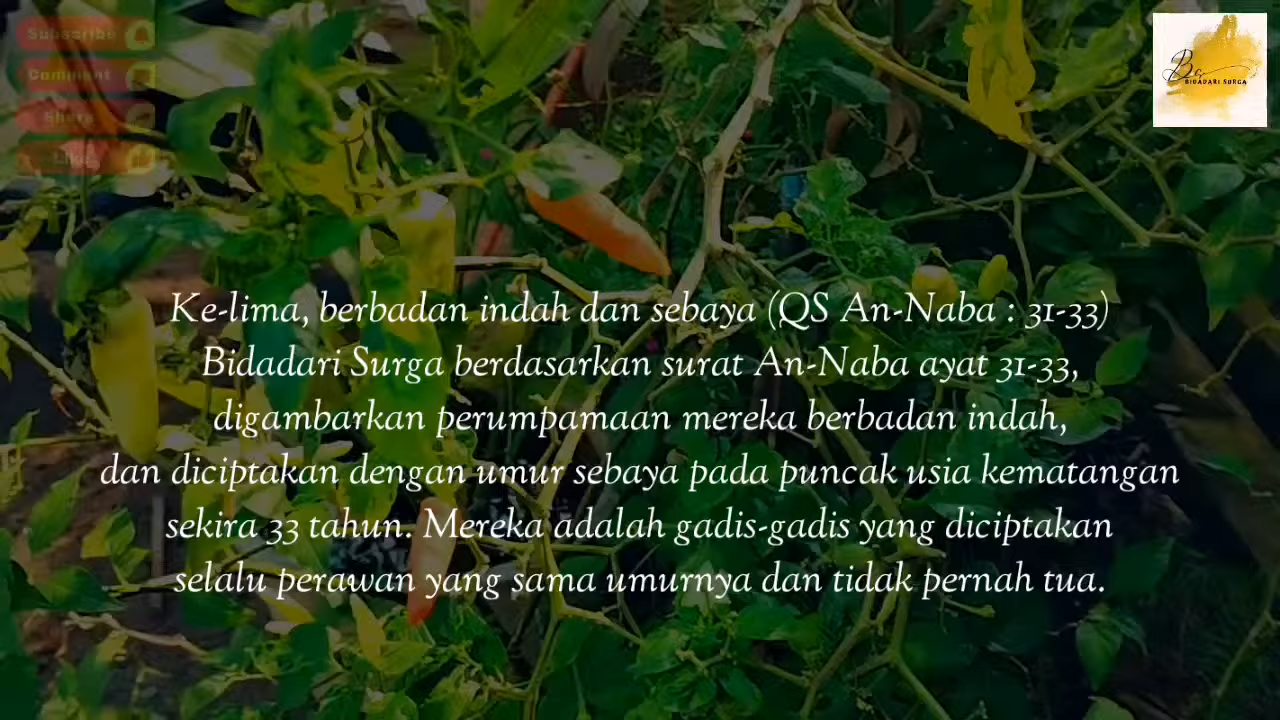 Subscribe
Comment
Share
Like
BIDADARI SURGA
Ke-lima, berbadan indah dan sebaya (QS An-Naba : 31-33)
Bidadari Surga berdasarkan surat An-Naba ayat 31-33,
digambarkan perumpamaan mereka berbadan indah,
dan diciptakan dengan umur sebaya pada puncak usia kematangan
sekira 33 tahun. Mereka adalah gadis-gadis yang diciptakan
selalu perawan yang sama umurnya dan tidak pernah tua.